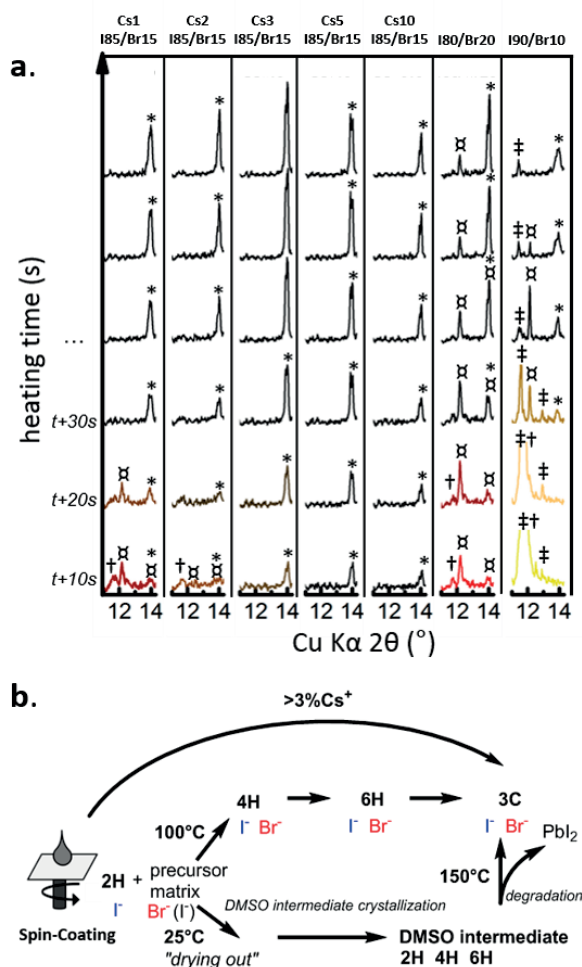 Cs1 Cs2 Cs3 Cs5 Cs10
I85/Br15 I85/Br15 I85/Br15 I85/Br15 I85/Br15 I80/Br20 I90/Br10
a.
heating time (s)
* * * * * ¤ * ‡ *
* * * * * ¤ * ‡ ¤ *
... * * * * * ¤ * ¤ ‡ ¤ *
t+30s * * * * * ¤ * ¤ ‡ ¤ ‡ *
t+20s ¤ * * * * * † ¤ ¤ ‡ † ‡
t+10s † ¤ * ¤ † ¤ * ¤ * * * † ¤ ¤ ‡ † ‡
12 14 12 14 12 14 12 14 12 14 12 14 12 14
Cu Kα 2θ (°)
b.
>3%Cs⁺
4H 6H 3C
I⁻ Br⁻ I⁻ Br⁻ I⁻ Br⁻
PbI₂
100°C
2H + precursor
matrix
I⁻ Br⁻ (I⁻)
150°C
DMSO intermediate crystallization
degradation
Spin-Coating
25°C
"drying out"
DMSO intermediate
2H 4H 6H